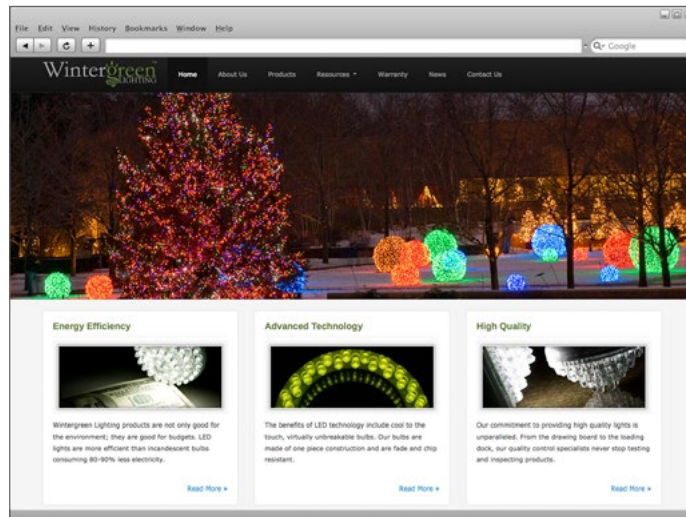 File Edit View History Bookmarks Window Help
Google
Wintergreen
LIGHTING
Home About Us Products Resources Warranty News Contact Us
Energy Efficiency
Wintergreen Lighting products are not only good for
the environment; they are good for budgets. LED
lights are more efficient than incandescent bulbs
consuming 80-90% less electricity.
Read More »
Advanced Technology
The benefits of LED technology include cool to the
touch, virtually unbreakable bulbs. Our bulbs are
made of one piece construction and are fade and chip
resistant.
Read More »
High Quality
Our commitment to providing high quality lights is
unparalleled. From the drawing board to the loading
dock, our quality control specialists never stop testing
and inspecting products.
Read More »